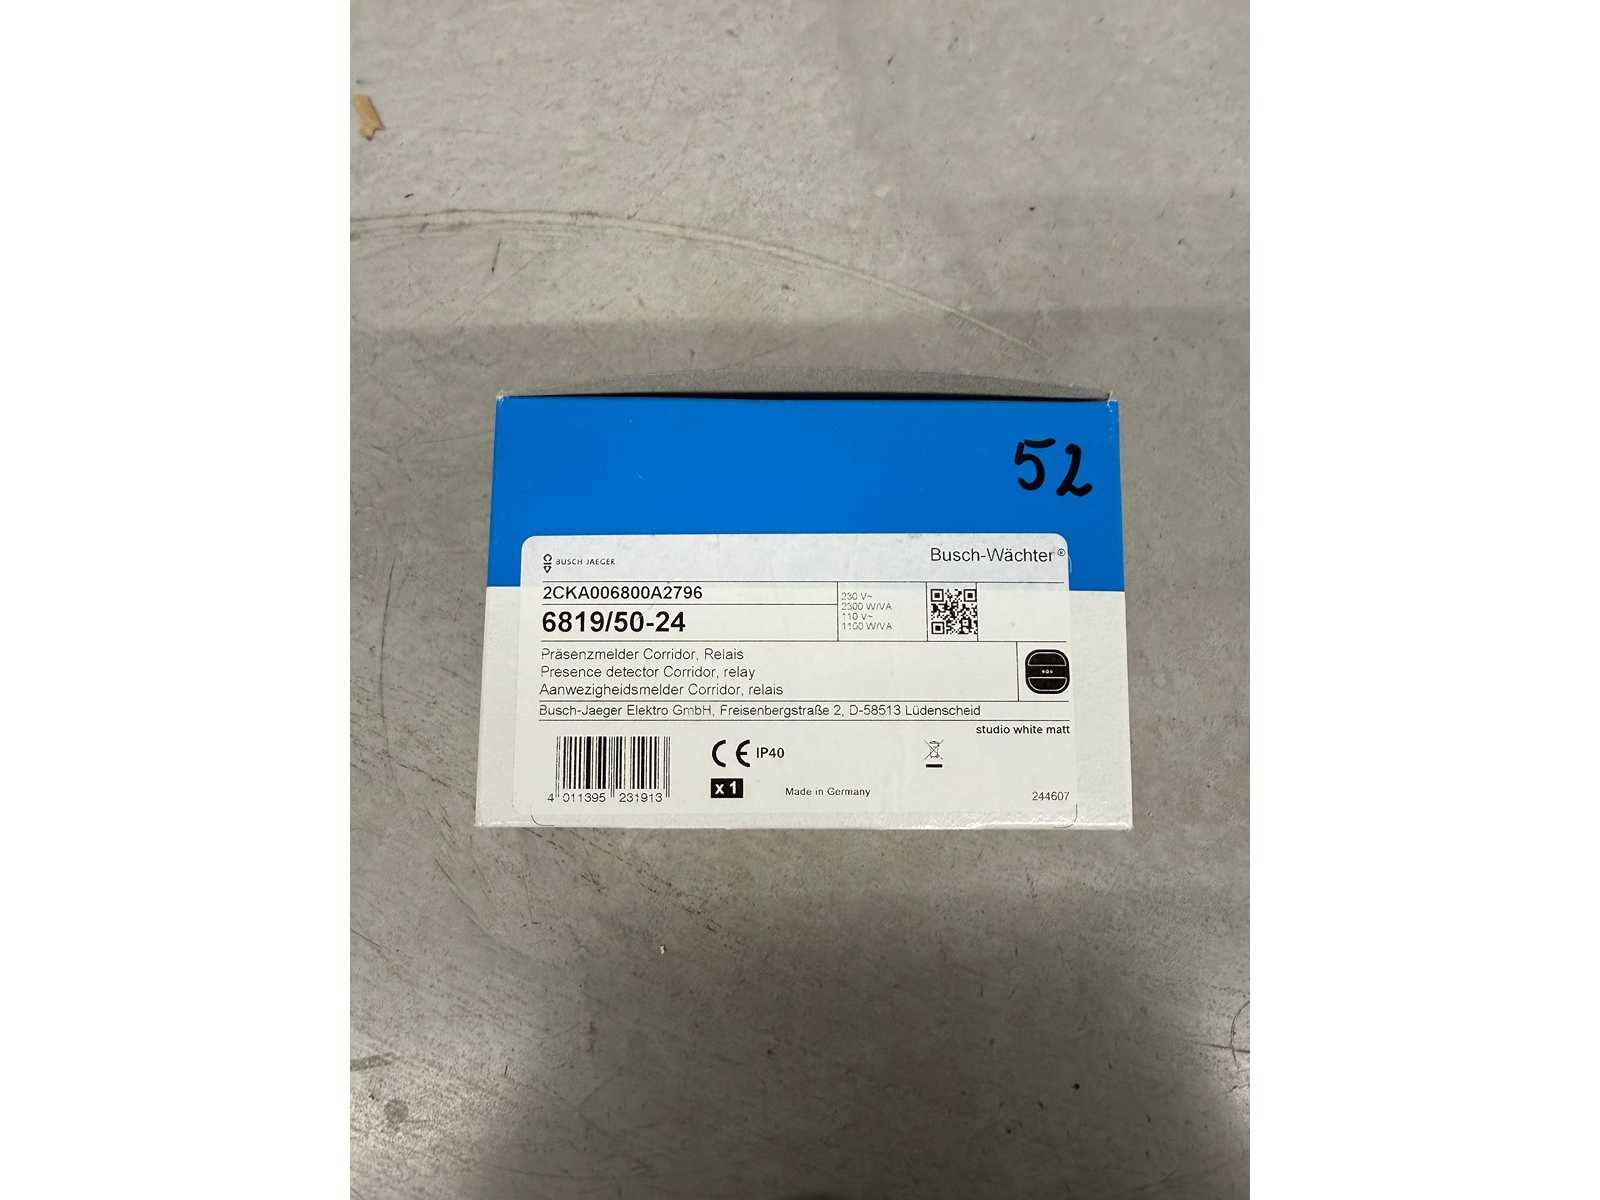 52
BUSCH-JAEGER
Busch-Wächter®
2CKA006800A2796
6819/50-24
230 V~
2300 W/VA
110 V~
1100 W/VA
Präsenzmelder Corridor, Relais
Presence detector Corridor, relay
Aanwezigheidsmelder Corridor, relais
Busch-Jaeger Elektro GmbH, Freisenbergstraße 2, D-58513 Lüdenscheid
studio white matt
CE IP40
x 1
Made in Germany
4 011395 231913
244607